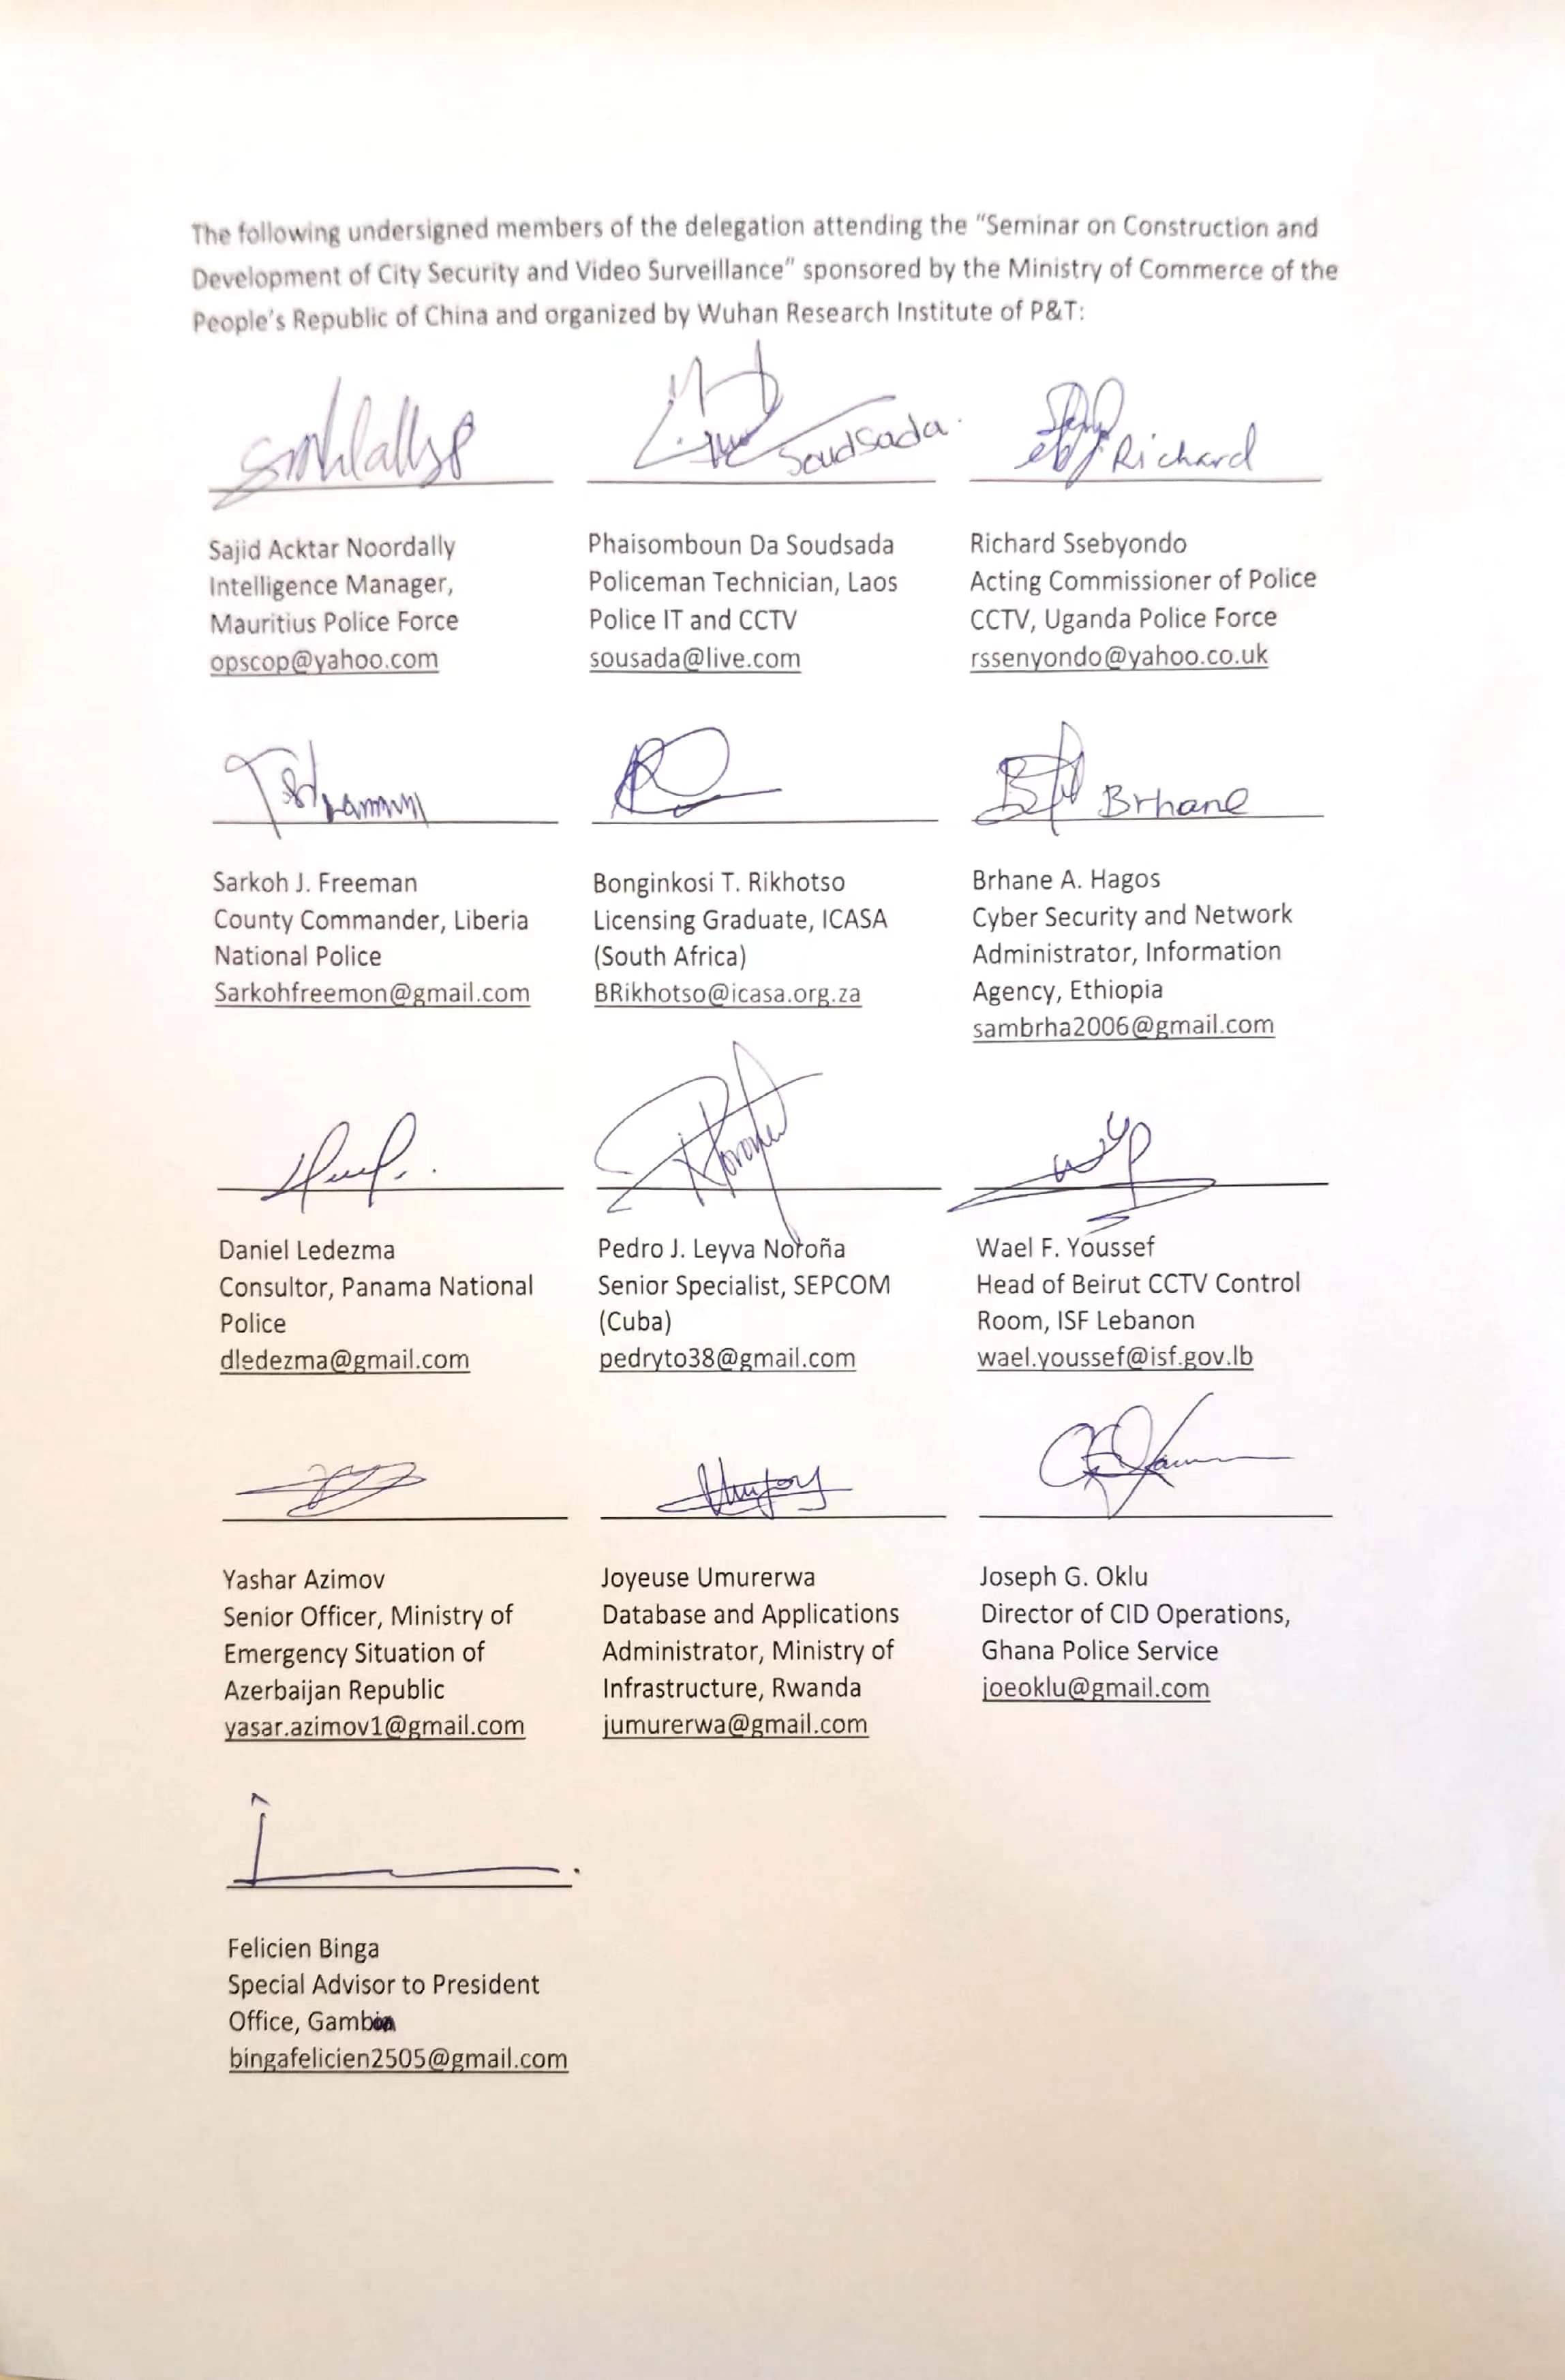 The following undersigned members of the delegation attending the "Seminar on Construction and
Development of City Security and Video Surveillance" sponsored by the Ministry of Commerce of the
People's Republic of China and organized by Wuhan Research Institute of P&T:
Soudsada
Richard
Sajid Acktar Noordally
Intelligence Manager,
Mauritius Police Force
opscop@yahoo.com
Phaisomboun Da Soudsada
Policeman Technician, Laos
Police IT and CCTV
sousada@live.com
Richard Ssebyondo
Acting Commissioner of Police
CCTV, Uganda Police Force
rssenyondo@yahoo.co.uk
Brhane
Sarkoh J. Freeman
County Commander, Liberia
National Police
Sarkohfreemon@gmail.com
Bonginkosi T. Rikhotso
Licensing Graduate, ICASA
(South Africa)
BRikhotso@icasa.org.za
Brhane A. Hagos
Cyber Security and Network
Administrator, Information
Agency, Ethiopia
sambrha2006@gmail.com
Daniel Ledezma
Consultor, Panama National
Police
dledezma@gmail.com
Pedro J. Leyva Noroña
Senior Specialist, SEPCOM
(Cuba)
pedryto38@gmail.com
Wael F. Youssef
Head of Beirut CCTV Control
Room, ISF Lebanon
wael.youssef@isf.gov.lb
Yashar Azimov
Senior Officer, Ministry of
Emergency Situation of
Azerbaijan Republic
yasar.azimov1@gmail.com
Joyeuse Umurerwa
Database and Applications
Administrator, Ministry of
Infrastructure, Rwanda
jumurerwa@gmail.com
Joseph G. Oklu
Director of CID Operations,
Ghana Police Service
joeoklu@gmail.com
Felicien Binga
Special Advisor to President
Office,
bingafelicien2505@gmail.com